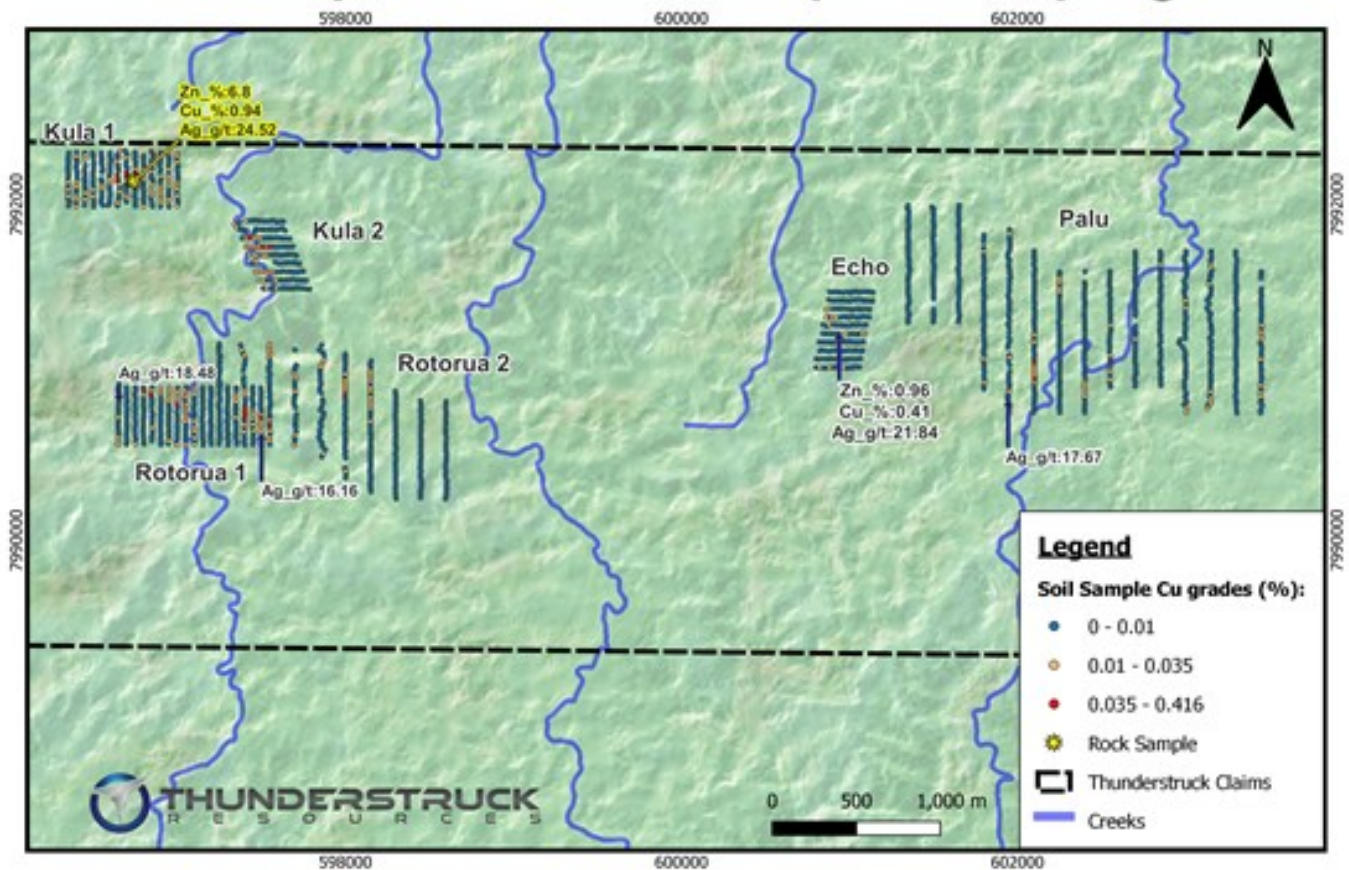 598000
600000
602000
N
Zn_%:6.8
Cu_%:0.94
Ag_g/t:24.52
Kula 1
7992000
7992000
Kula 2
Palu
Echo
Rotorua 2
Ag_g/t:18.48
Zn_%:0.96
Cu_%:0.41
Ag_g/t:21.84
Rotorua 1
Ag_g/t:16.16
Ag_g/t:17.67
7990000
7990000
Legend
Soil Sample Cu grades (%):
0 - 0.01
0.01 - 0.035
0.035 - 0.416
Rock Sample
Thunderstruck Claims
Creeks
THUNDERSTRUCK
RESOURCES
0 500 1,000 m
598000
600000
602000